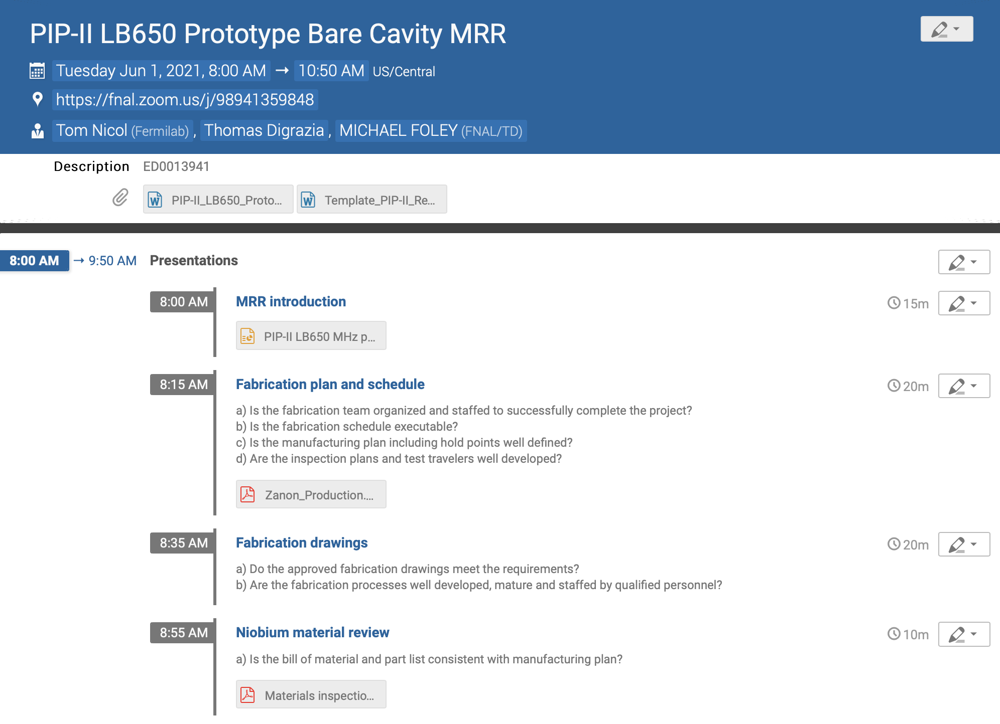 PIP-II LB650 Prototype Bare Cavity MRR
Tuesday Jun 1, 2021, 8:00 AM → 10:50 AM US/Central
https://fnal.zoom.us/j/98941359848
Tom Nicol (Fermilab) , Thomas Digrazia , MICHAEL FOLEY (FNAL/TD)
Description ED0013941
PIP-II_LB650_Proto... Template_PIP-II_Re...
8:00 AM → 9:50 AM Presentations
8:00 AM MRR introduction 15m
PIP-II LB650 MHz p...
8:15 AM Fabrication plan and schedule 20m
a) Is the fabrication team organized and staffed to successfully complete the project?
b) Is the fabrication schedule executable?
c) Is the manufacturing plan including hold points well defined?
d) Are the inspection plans and test travelers well developed?
Zanon_Production....
8:35 AM Fabrication drawings 20m
a) Do the approved fabrication drawings meet the requirements?
b) Are the fabrication processes well developed, mature and staffed by qualified personnel?
8:55 AM Niobium material review 10m
a) Is the bill of material and part list consistent with manufacturing plan?
Materials inspectio...